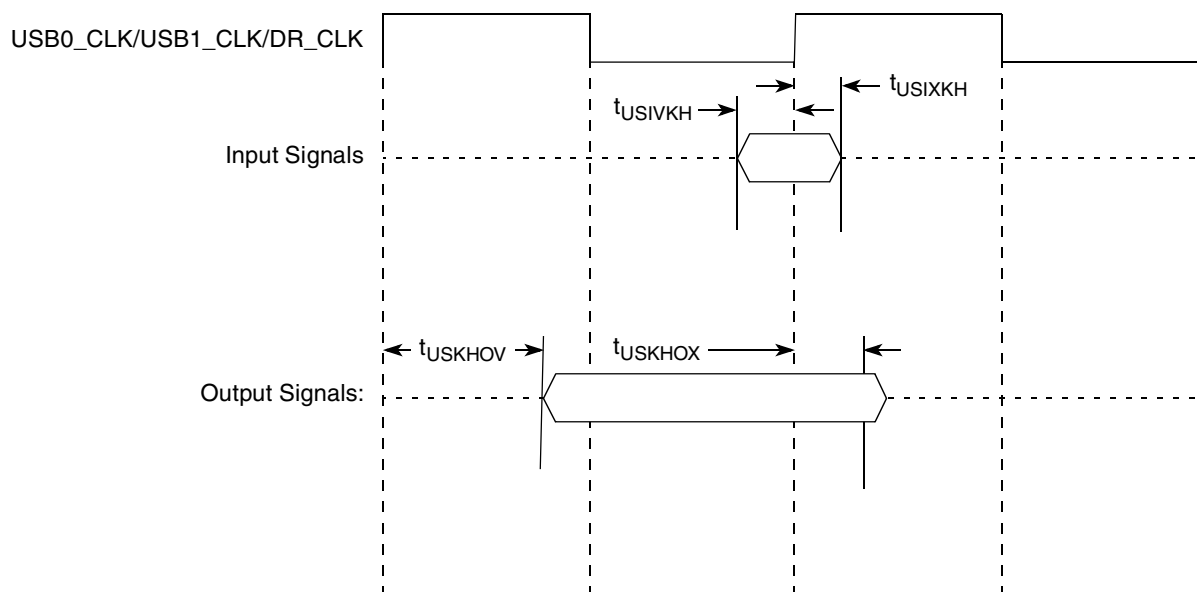 USB0_CLK/USB1_CLK/DR_CLK
tUSIXKH
tUSIVKH
Input Signals
tUSKHOV
tUSKHOX
Output Signals: